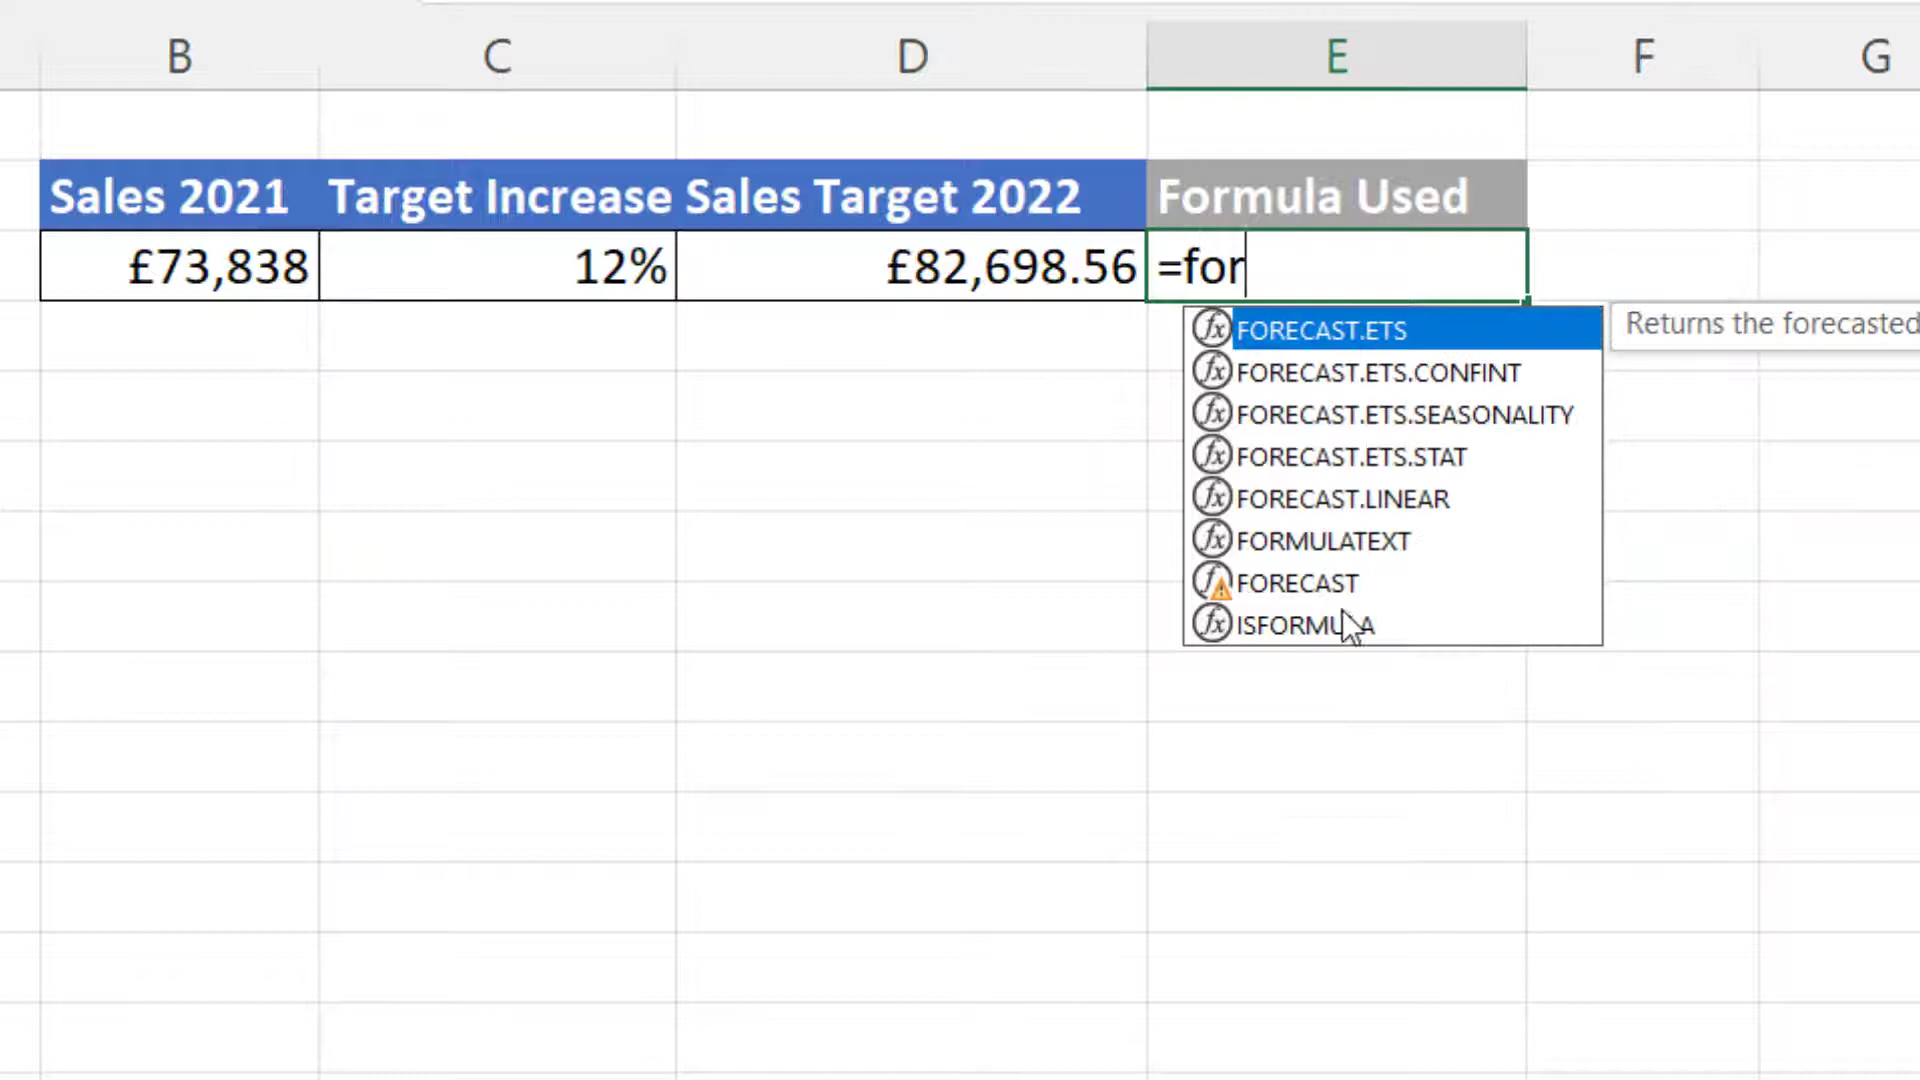 B C D E F G
Sales 2021 Target Increase Sales Target 2022 Formula Used
£73,838 12% £82,698.56 =for
FORECAST.ETS
Returns the forecasted
FORECAST.ETS.CONFINT
FORECAST.ETS.SEASONALITY
FORECAST.ETS.STAT
FORECAST.LINEAR
FORMULATEXT
FORECAST
ISFORMULA